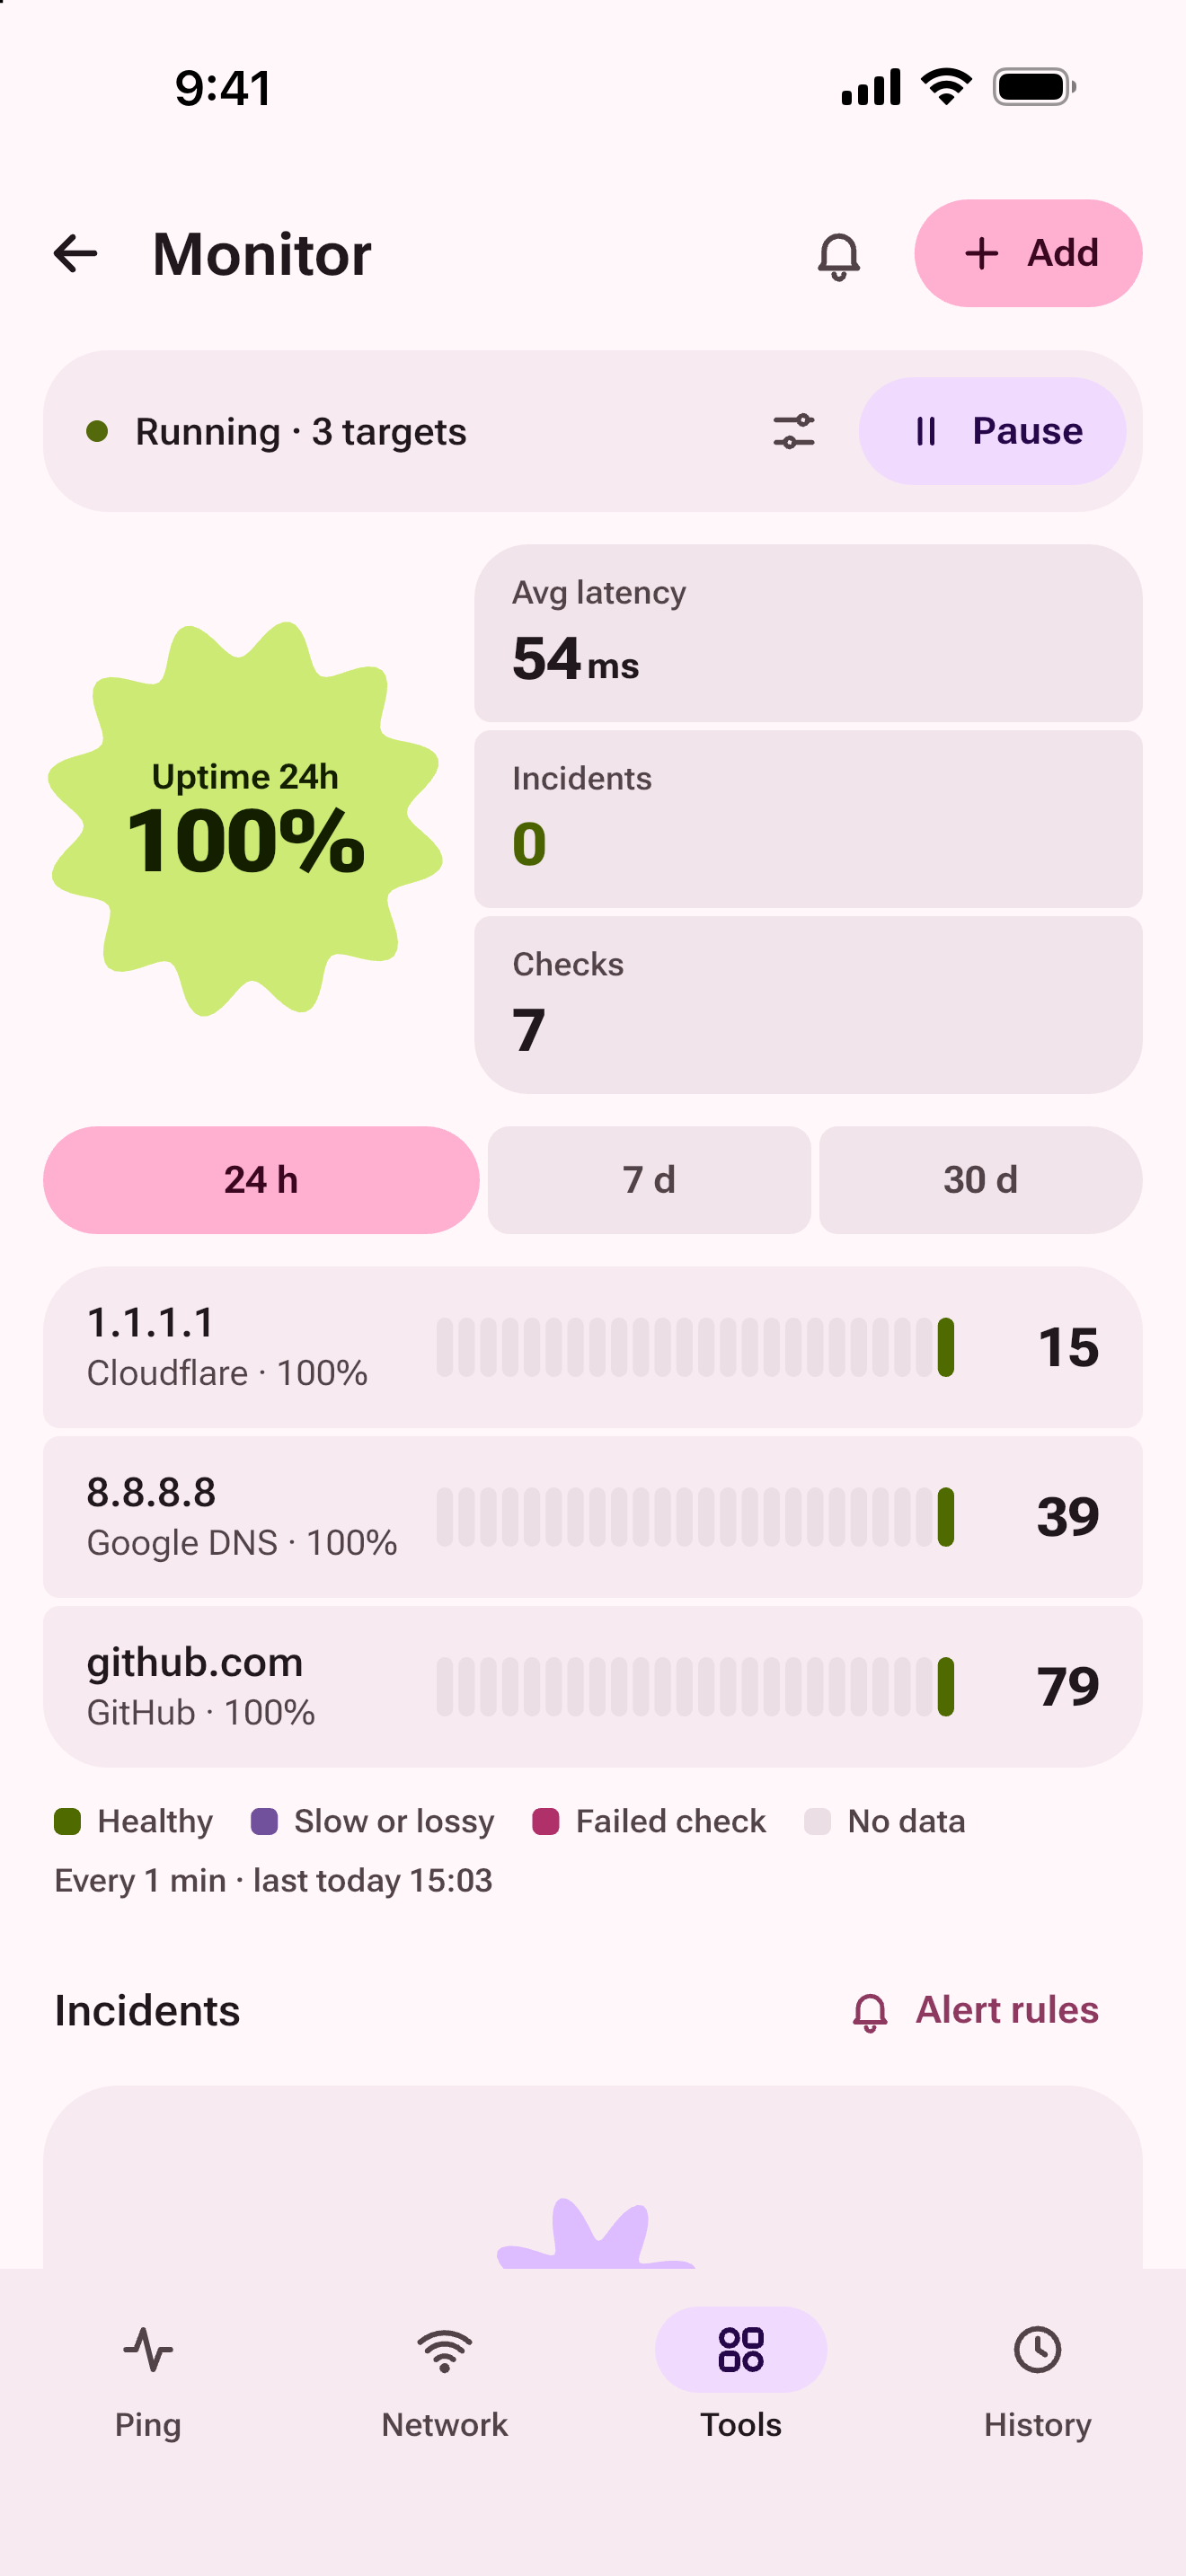 9:41
Monitor
Add
Running · 3 targets
Pause
Avg latency
54 ms
Incidents
0
Checks
7
Uptime 24h
100%
24 h
7 d
30 d
1.1.1.1
Cloudflare · 100%
15
8.8.8.8
Google DNS · 100%
39
github.com
GitHub · 100%
79
Healthy
Slow or lossy
Failed check
No data
Every 1 min · last today 15:03
Incidents
Alert rules
Ping
Network
Tools
History